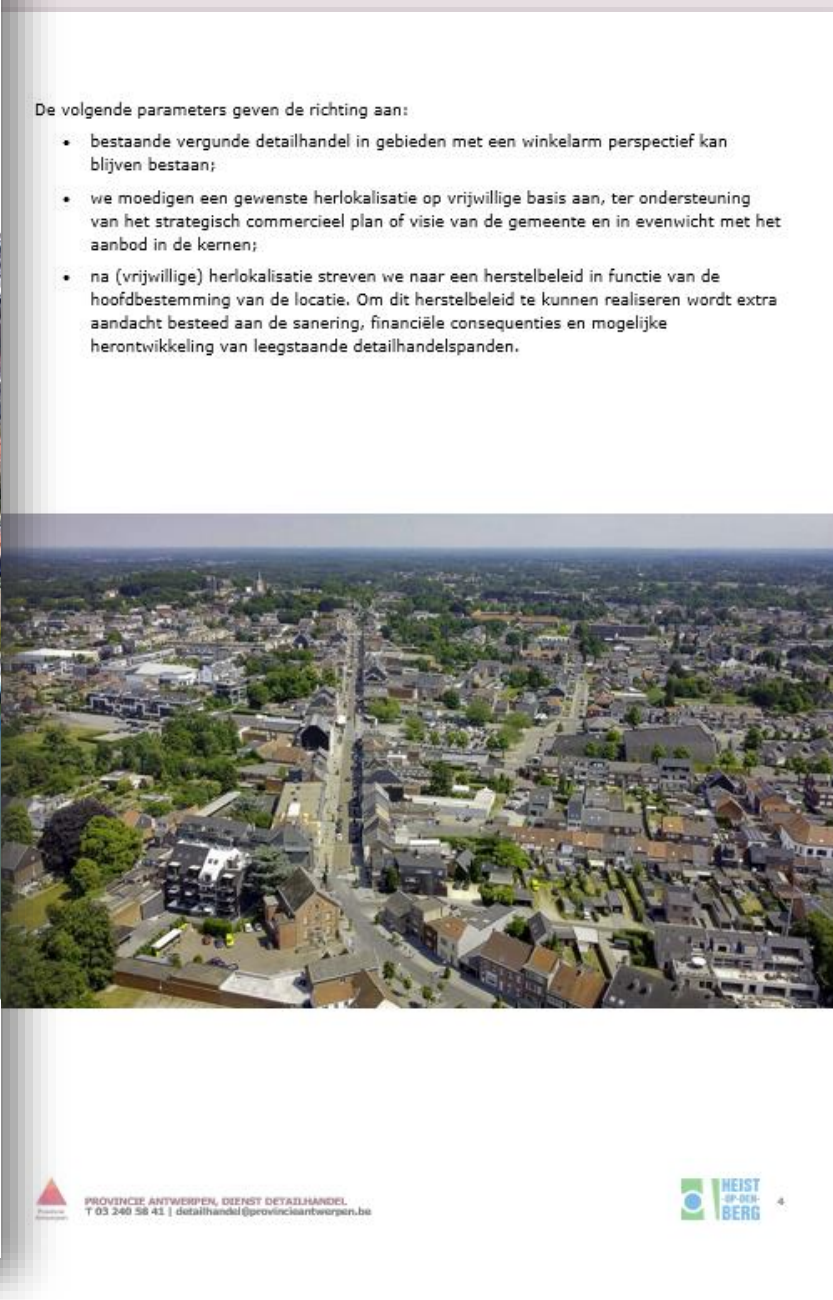 De volgende parameters geven de richting aan:
• bestaande vergunde detailhandel in gebieden met een winkelarm perspectief kan
blijven bestaan;
• we moedigen een gewenste herlokalisatie op vrijwillige basis aan, ter ondersteuning
van het strategisch commercieel plan of visie van de gemeente en in evenwicht met het
aanbod in de kernen;
• na (vrijwillige) herlokalisatie streven we naar een herstelbeleid in functie van de
hoofdbestemming van de locatie. Om dit herstelbeleid te kunnen realiseren wordt extra
aandacht besteed aan de sanering, financiële consequenties en mogelijke
herontwikkeling van leegstaande detailhandelspanden.
Provincie
Antwerpen
PROVINCIE ANTWERPEN, DIENST DETAILHANDEL
T 03 240 58 41 | detailhandel@provincieantwerpen.be
HEIST
-OP-DEN-
BERG
4